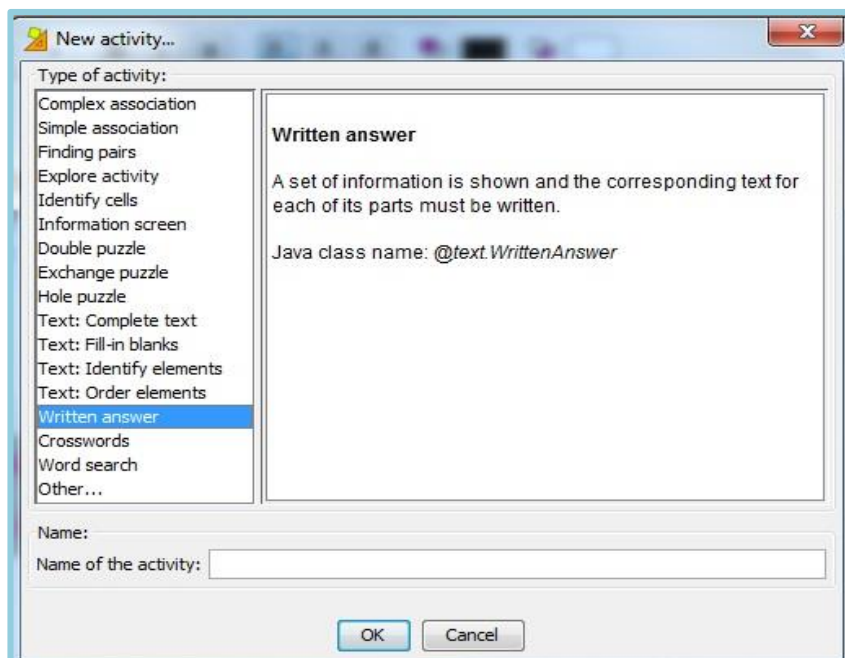 New activity...
Type of activity:
Complex association
Simple association
Finding pairs
Explore activity
Identify cells
Information screen
Double puzzle
Exchange puzzle
Hole puzzle
Text: Complete text
Text: Fill-in blanks
Text: Identify elements
Text: Order elements
Written answer
Crosswords
Word search
Other...
Written answer
A set of information is shown and the corresponding text for
each of its parts must be written.
Java class name: @text.WrittenAnswer
Name:
Name of the activity:
OK Cancel